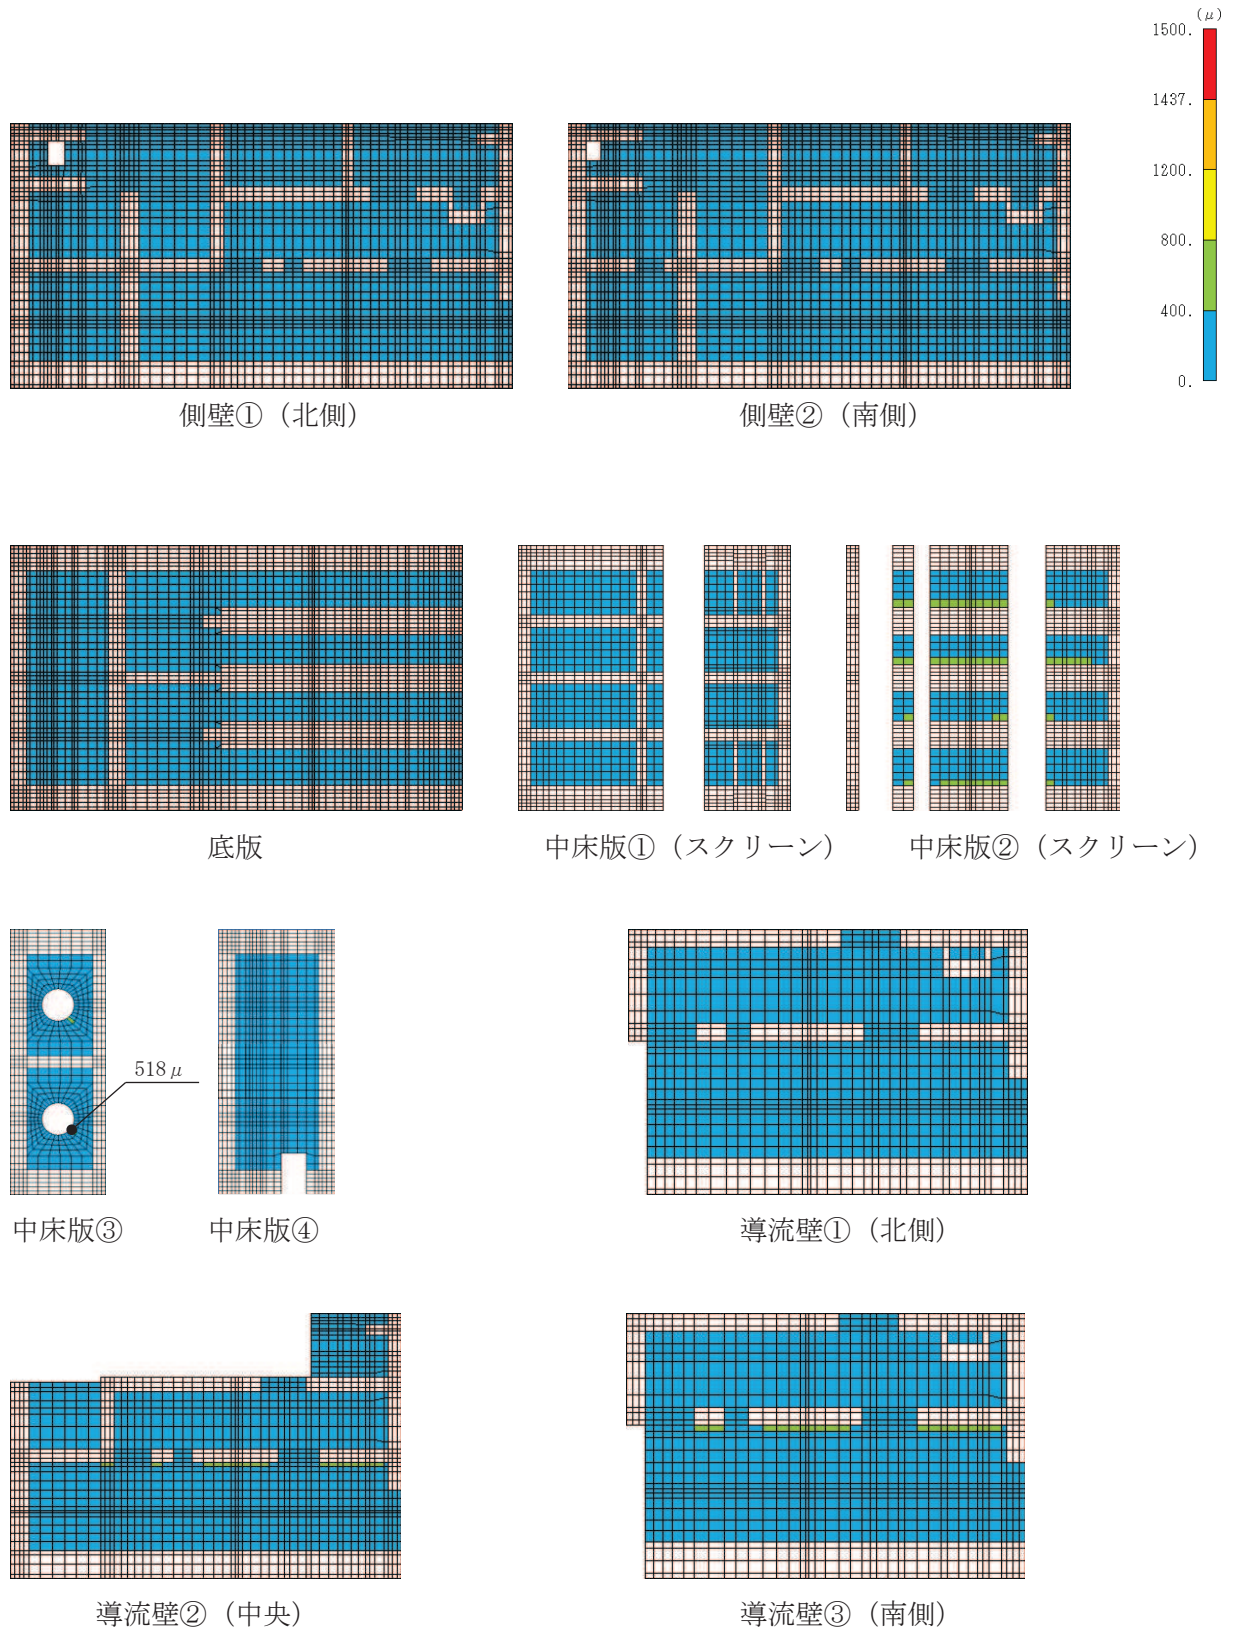 (μ)
1500.
1437.
1200.
800.
400.
0.
側壁①（北側）
側壁②（南側）
底版
中床版①（スクリーン）
中床版②（スクリーン）
518μ
中床版③
中床版④
導流壁①（北側）
導流壁②（中央）
導流壁③（南側）